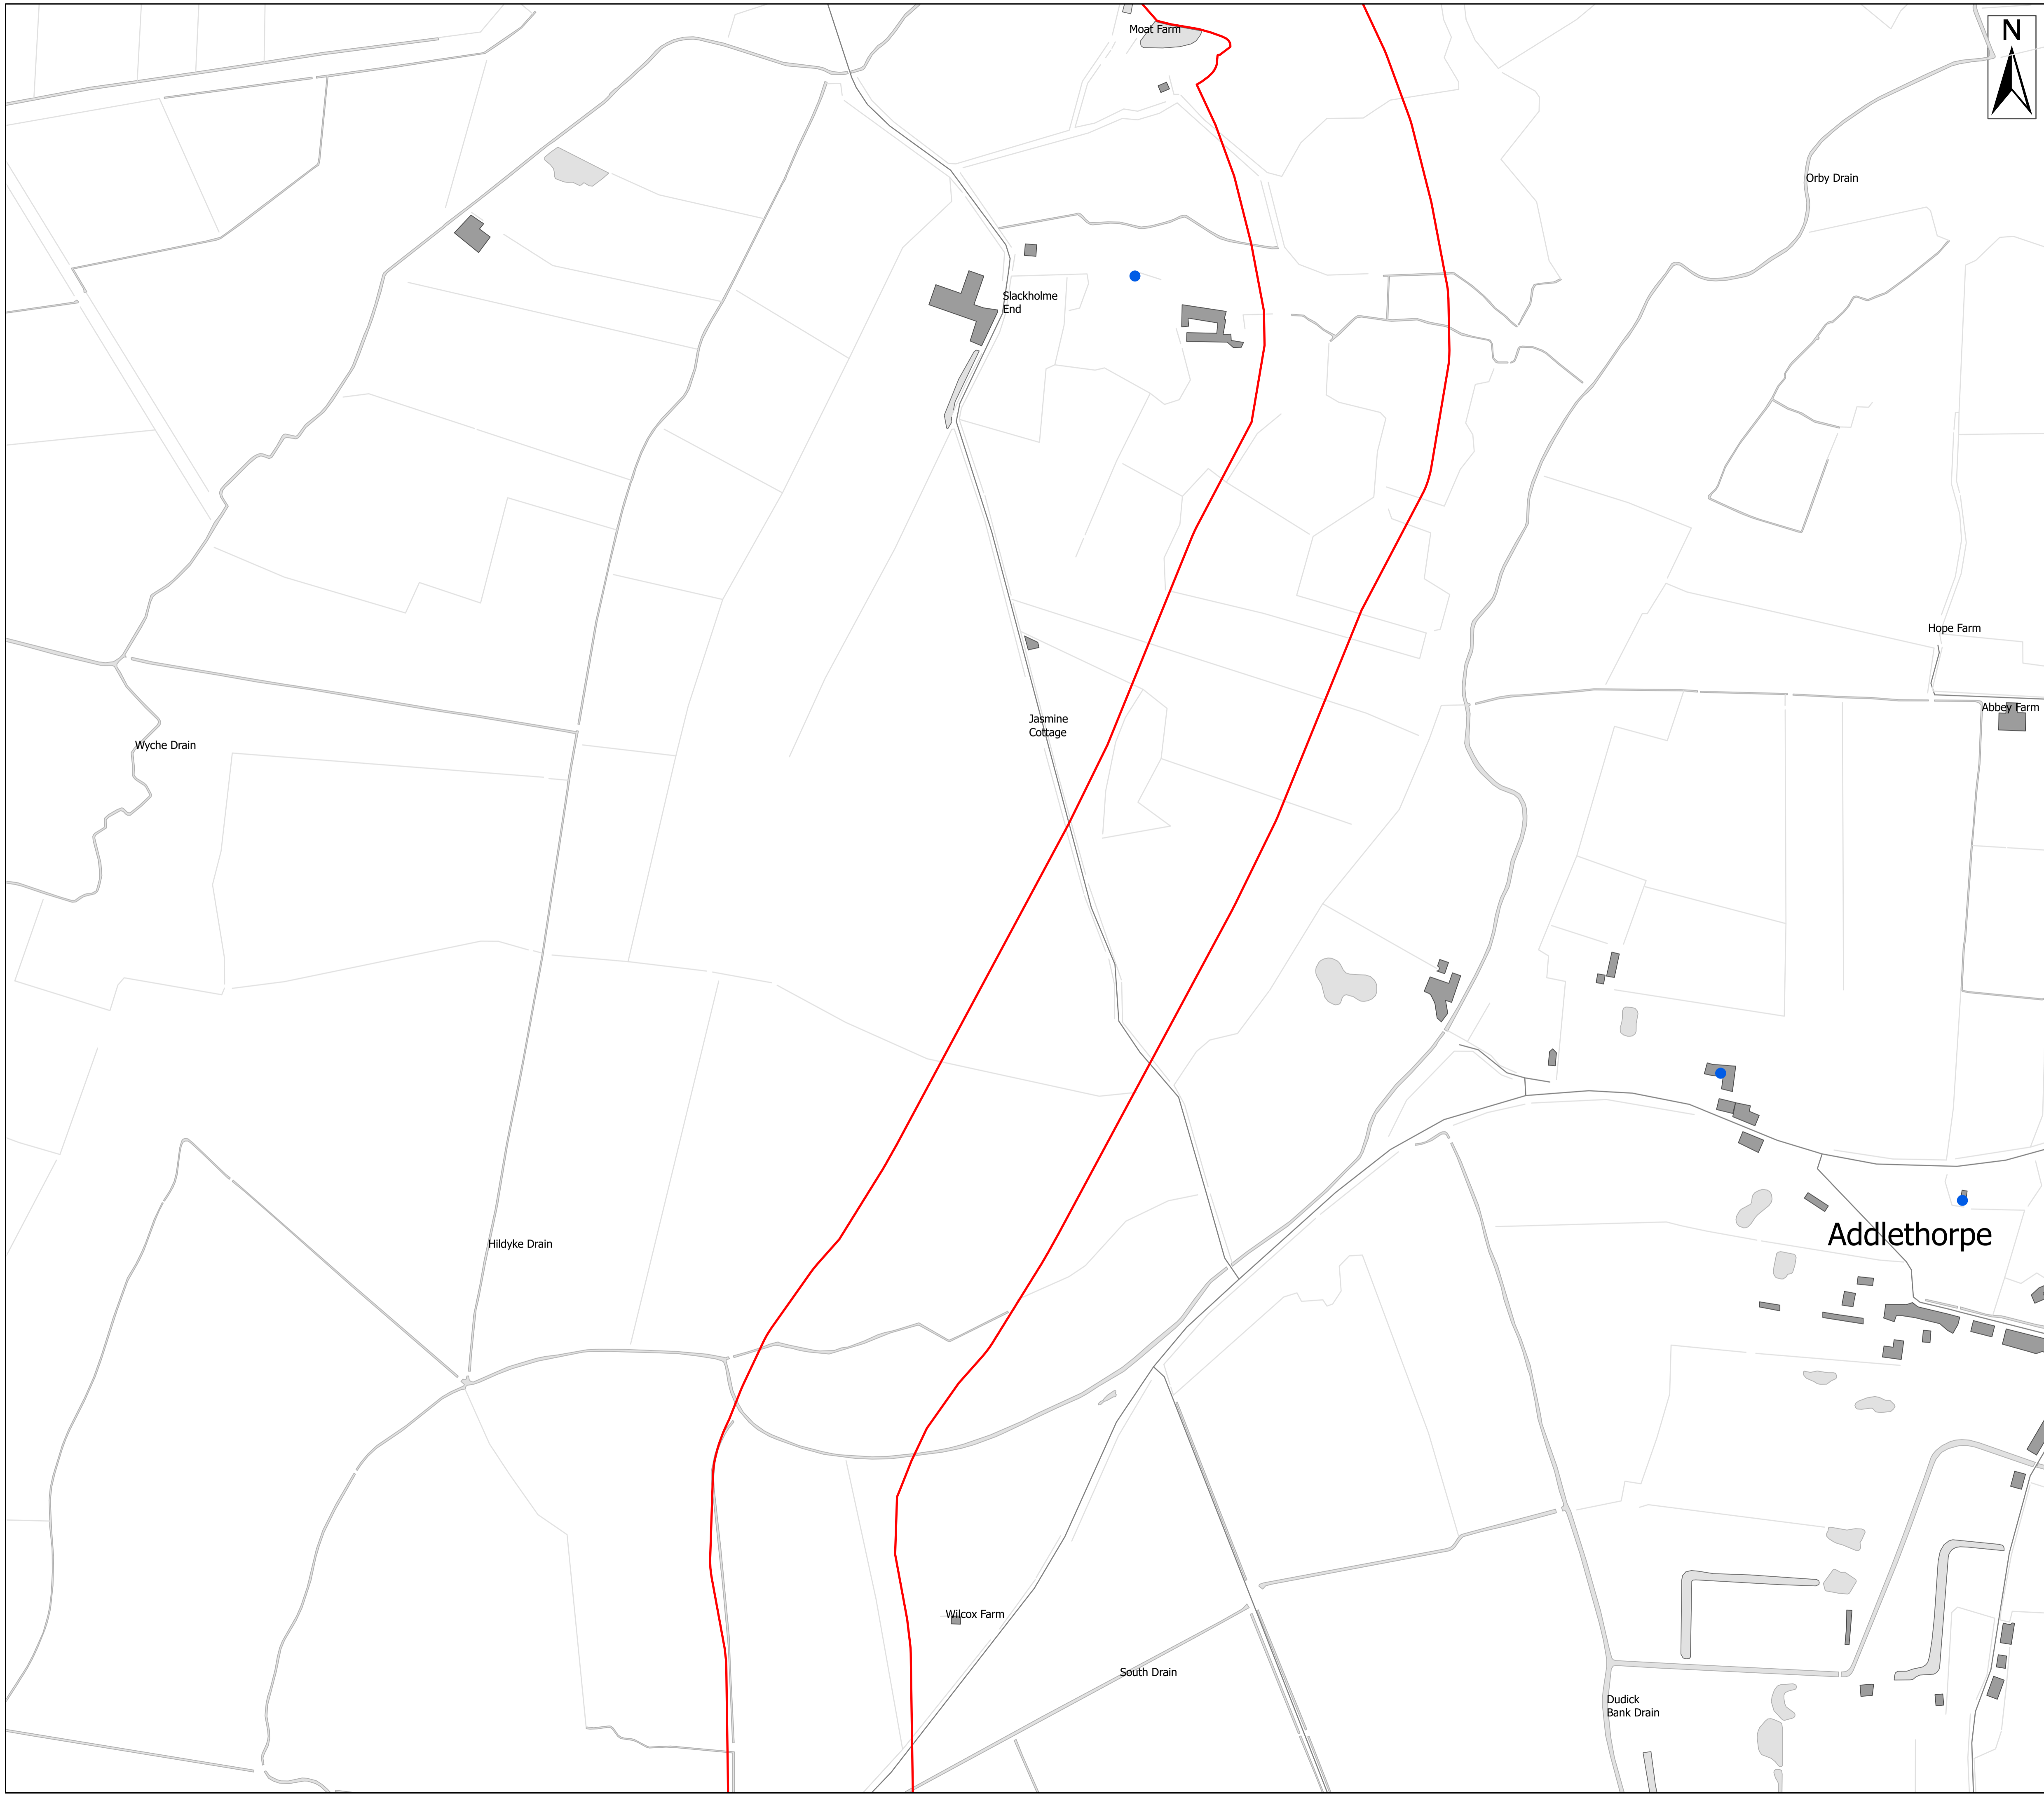 Moat Farm
N
Orby Drain
Slackholme
End
Hope Farm
Abbey Farm
Jasmine
Cottage
Wyche Drain
Addlethorpe
Hildyke Drain
Wilcox Farm
South Drain
Dudick
Bank Drain